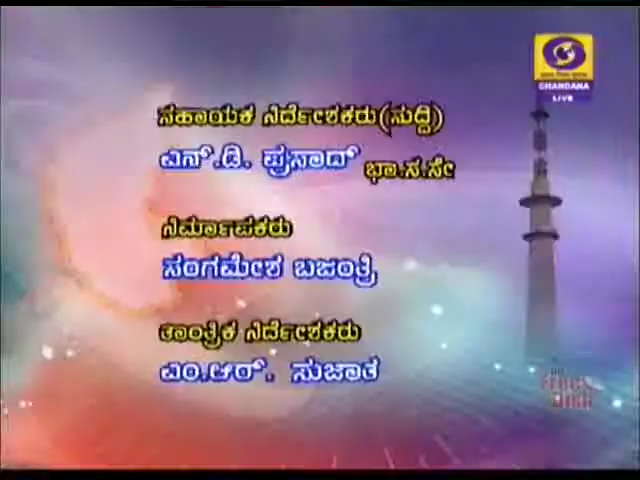 CHANDANA
LIVE
ಸಹಾಯಕ ನಿರ್ದೇಶಕರು(ಸುದ್ದಿ)
ಎನ್.ಡಿ. ಪ್ರಸಾದ್ ಭಾ.ಸ.ಸೇ
ನಿರ್ಮಾಪಕರು
ಸಂಗಮೇಶ ಬಜಂತ್ರಿ
ತಾಂತ್ರಿಕ ನಿರ್ದೇಶಕರು
ಎಂ.ಆರ್. ಸುಜಾತ